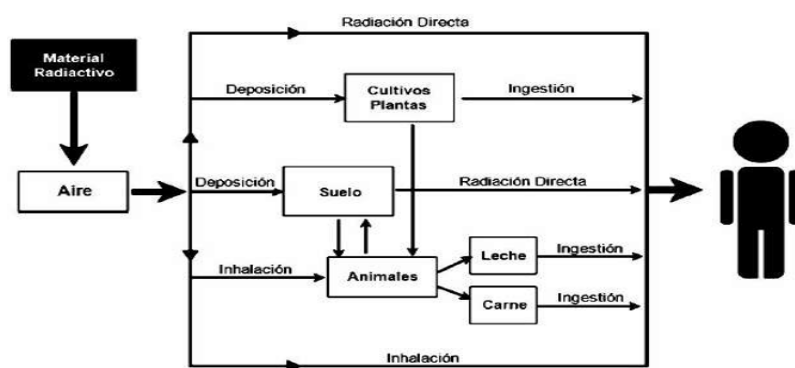 Radiación Directa
Material
Radiactivo
Deposición
Cultivos
Plantas
Ingestión
Aire
Deposición
Suelo
Radiación Directa
Inhalación
Animales
Leche
Ingestión
Carne
Ingestión
Inhalación